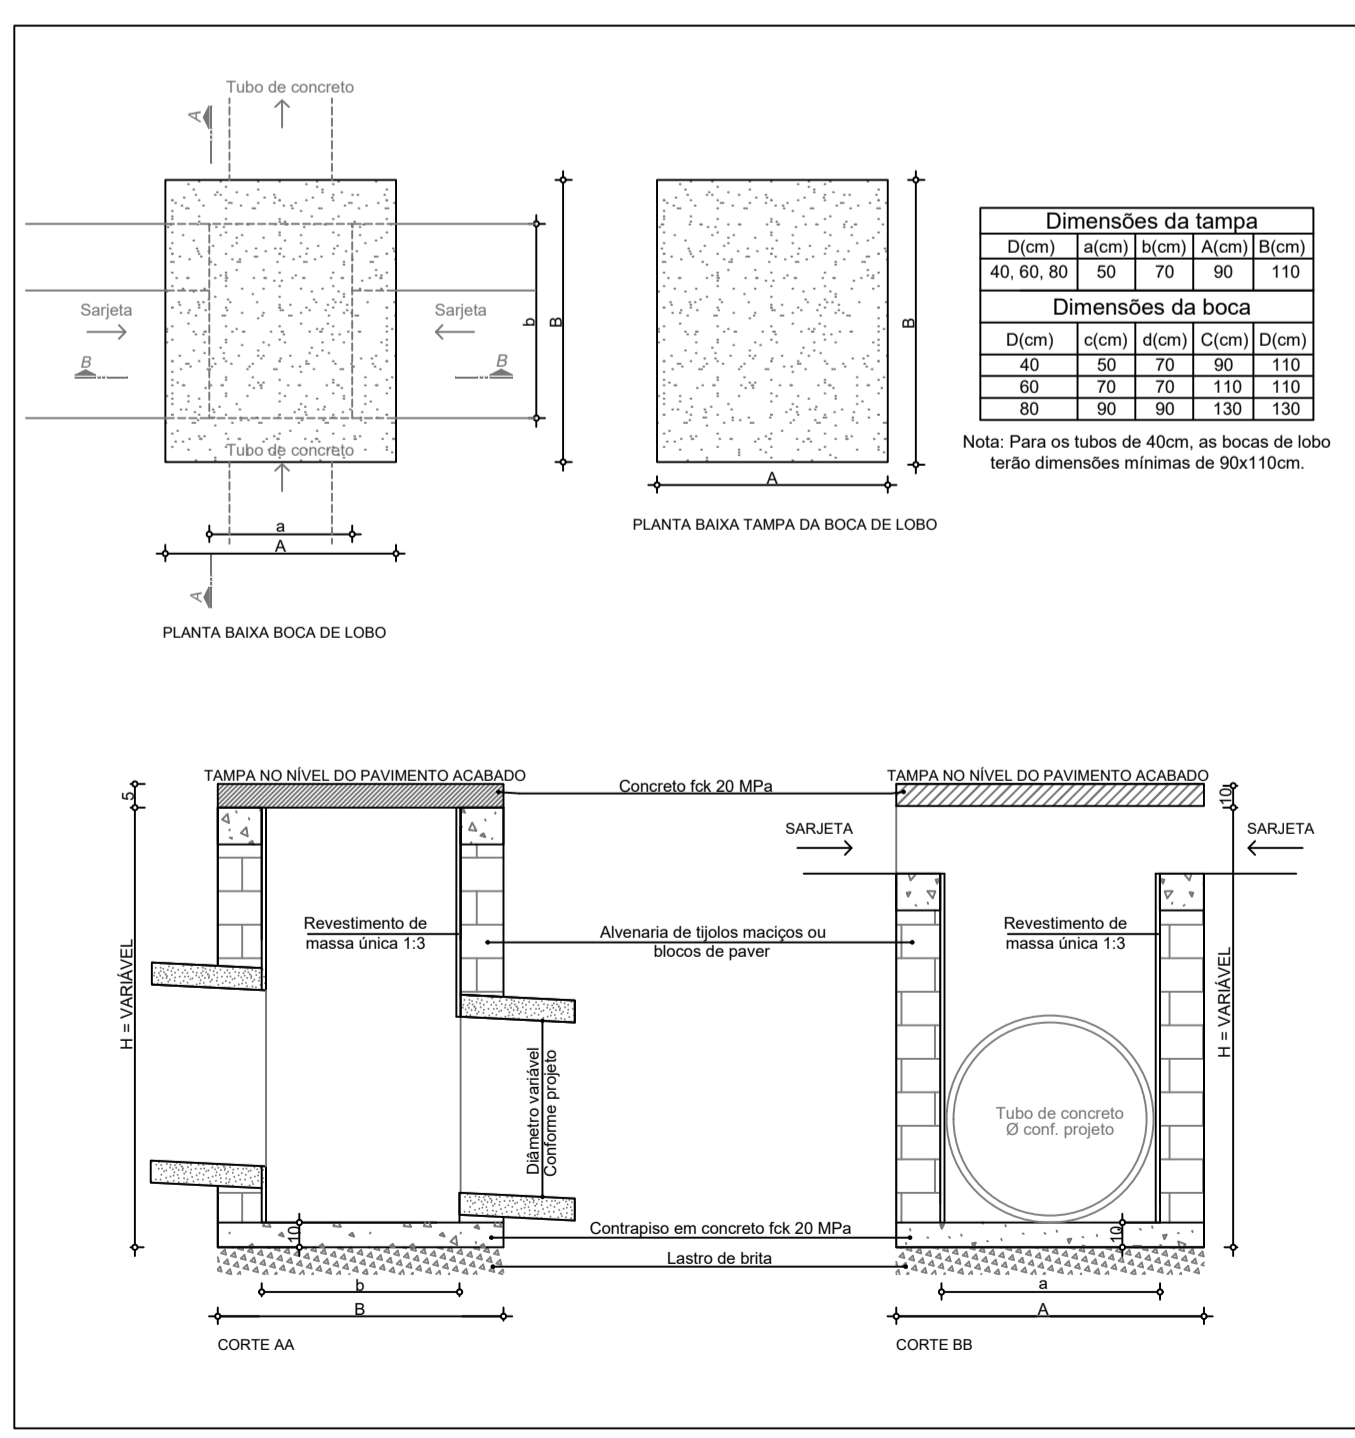 Tubo de concreto
A
Sarjeta
Sarjeta
B
B
b
B
Tubo de concreto
a
A
A
PLANTA BAIXA BOCA DE LOBO
B
A
PLANTA BAIXA TAMPA DA BOCA DE LOBO
Dimensões da tampa
D(cm) a(cm) b(cm) A(cm) B(cm)
40, 60, 80 50 70 90 110
Dimensões da boca
D(cm) c(cm) d(cm) C(cm) D(cm)
40 50 70 90 110
60 70 70 110 110
80 90 90 130 130
Nota: Para os tubos de 40cm, as bocas de lobo
terão dimensões mínimas de 90x110cm.
TAMPA NO NÍVEL DO PAVIMENTO ACABADO
5
H = VARIÁVEL
Revestimento de
massa única 1:3
Diâmetro variável
Conforme projeto
10
b
B
CORTE AA
Concreto fck 20 MPa
Alvenaria de tijolos maciços ou
blocos de paver
Contrapiso em concreto fck 20 MPa
Lastro de brita
TAMPA NO NÍVEL DO PAVIMENTO ACABADO
10
SARJETA
SARJETA
Revestimento de
massa única 1:3
H = VARIÁVEL
Tubo de concreto
Ø conf. projeto
10
a
A
CORTE BB